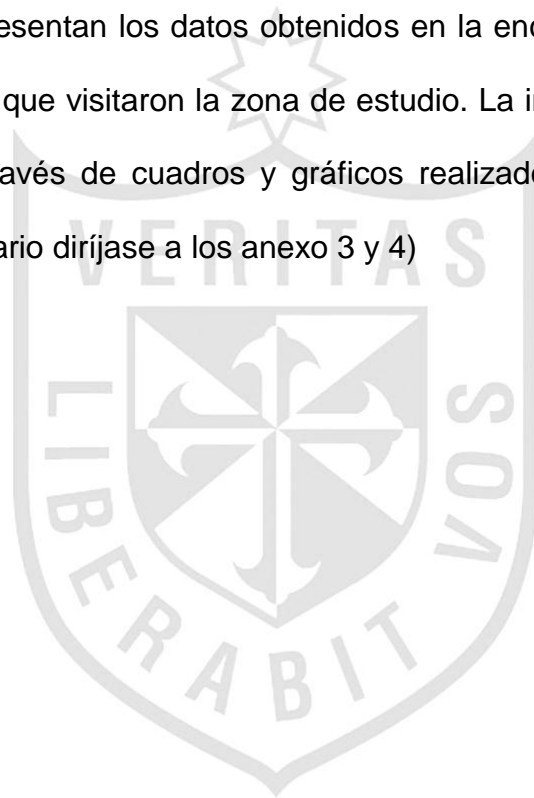 esentan los datos obtenidos en la enc
que visitaron la zona de estudio. La i
avés de cuadros y gráficos realizad
ario diríjase a los anexo 3 y 4)
VERITAS
LIBERABIT
VOS